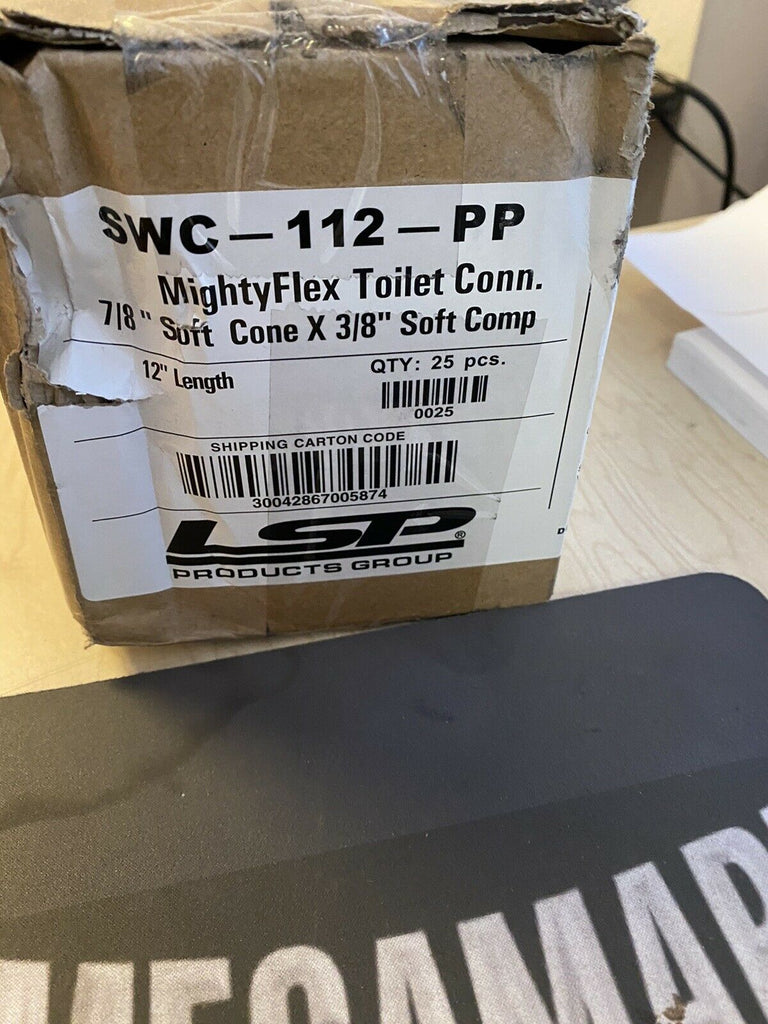 SWC-112-PP
MightyFlex Toilet Conn.
7/8" Soft Cone X 3/8" Soft Comp
12" Length
QTY: 25 pcs.
0025
SHIPPING CARTON CODE
30042867005874
LSP®
PRODUCTS GROUP